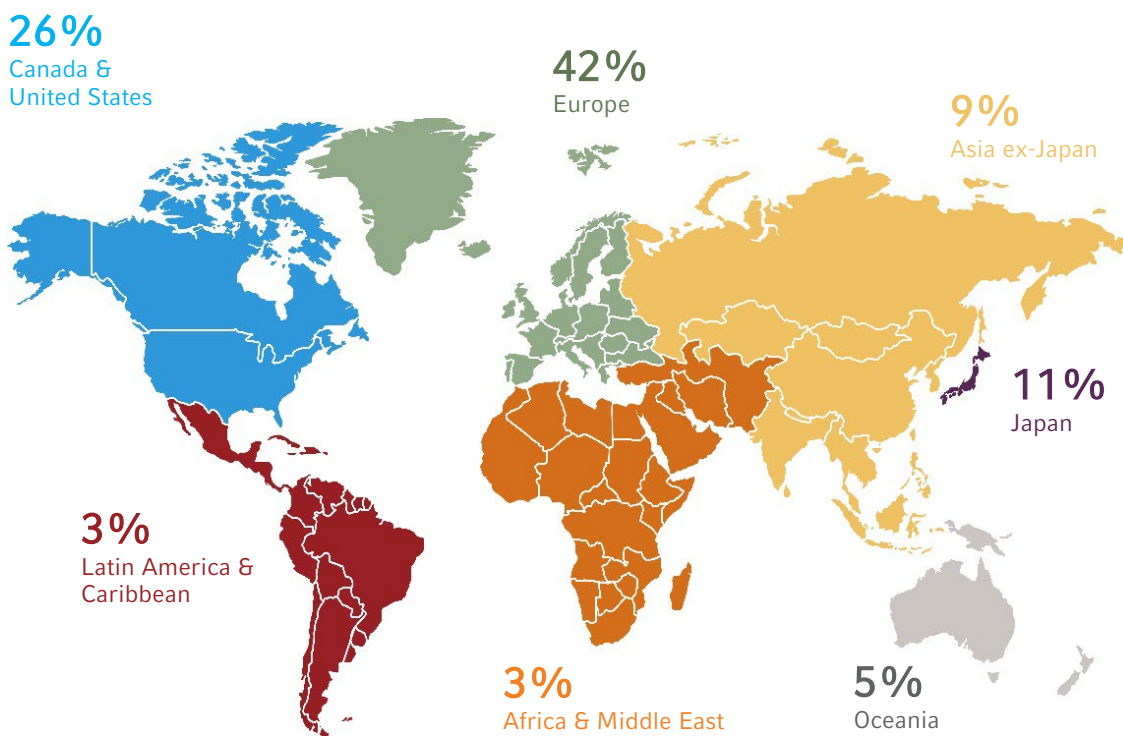 26%
Canada &
United States
42%
Europe
9%
Asia ex-Japan
11%
Japan
3%
Latin America &
Caribbean
3%
Africa & Middle East
5%
Oceania